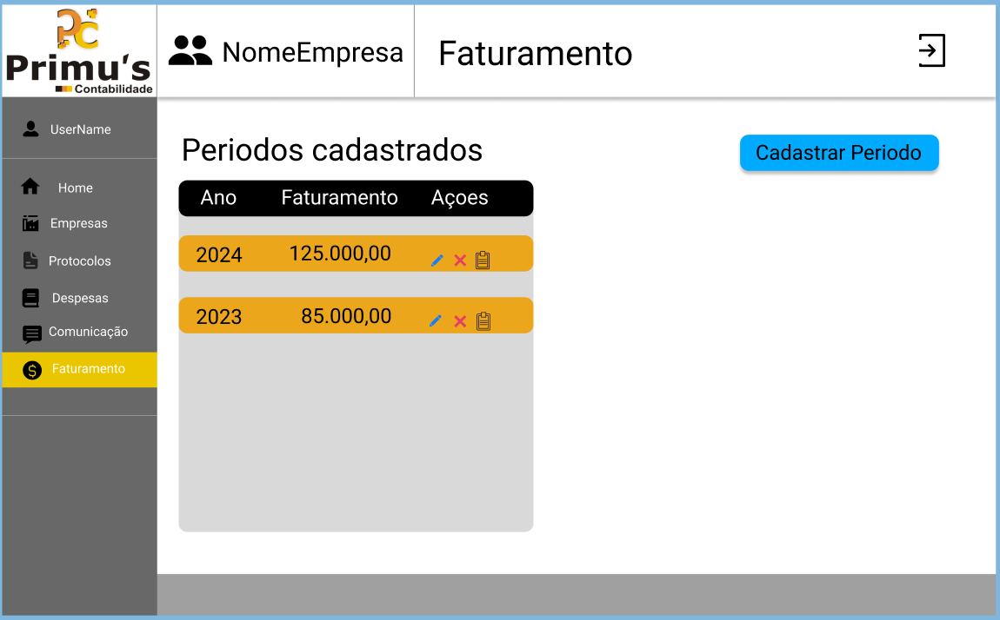 Primu's
Contabilidade
NomeEmpresa
Faturamento
UserName
Home
Empresas
Protocolos
Despesas
Comunicação
Faturamento
Periodos cadastrados
Cadastrar Periodo
Ano Faturamento Açoes
2024 125.000,00
2023 85.000,00